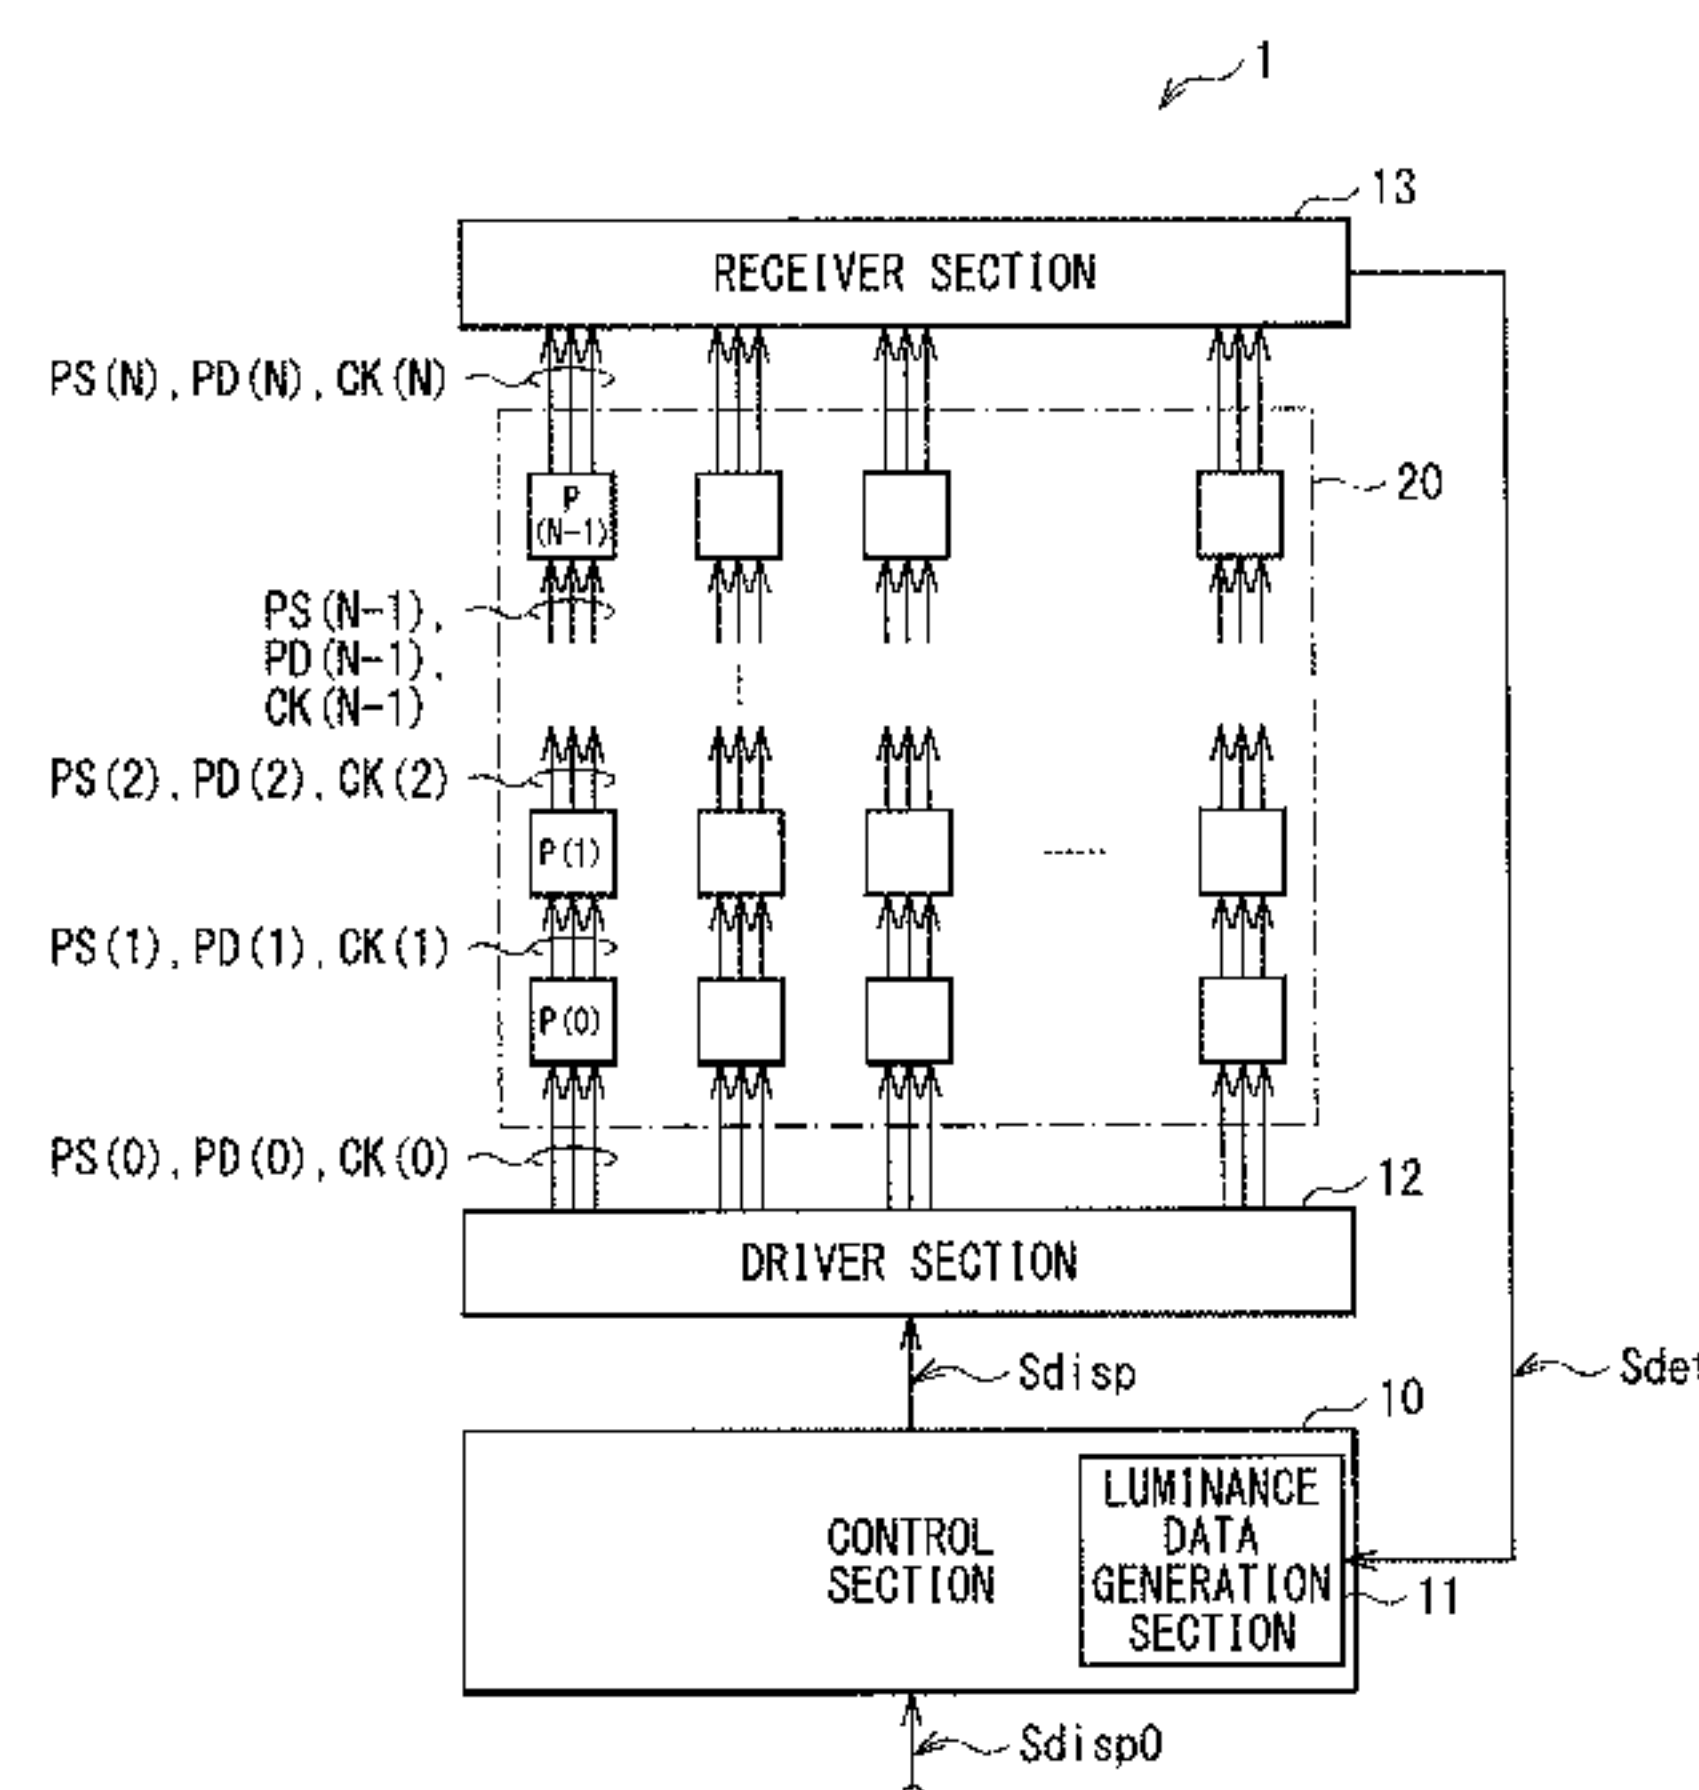 1
13
RECEIVER SECTION
PS(N), PD(N), CK(N)
20
P
(N-1)
PS(N-1),
PD(N-1),
CK(N-1)
PS(2), PD(2), CK(2)
P(1)
PS(1), PD(1), CK(1)
P(0)
PS(0), PD(0), CK(0)
12
DRIVER SECTION
Sdisp
Sdet
10
LUMINANCE
DATA
GENERATION
SECTION
CONTROL
SECTION
11
Sdisp0